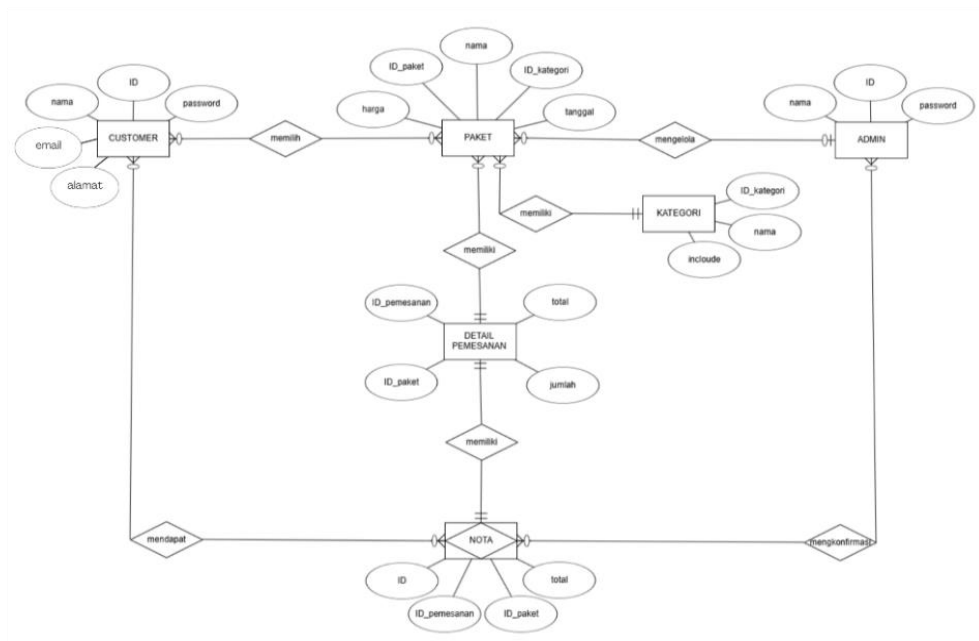 nama
ID
password
email
CUSTOMER
alamat
memilih
harga
ID_paket
nama
ID_kategori
tanggal
PAKET
mengelola
nama
ID
password
ADMIN
memiliki
KATEGORI
ID_kategori
nama
incloude
memiliki
ID_pemesanan
total
DETAIL
PEMESANAN
ID_paket
jumlah
memiliki
mendapat
NOTA
mengkonfirmasi
ID
total
ID_pemesanan
ID_paket